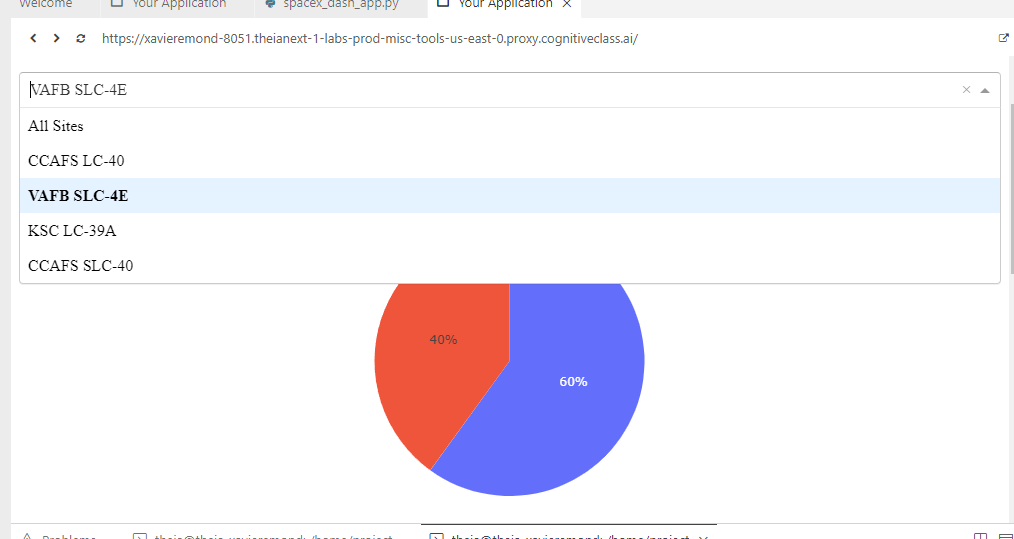 Welcome
Your Application
spacex_dash_app.py
Your Application
https://xavieremond-8051.theianext-1-labs-prod-misc-tools-us-east-0.proxy.cognitiveclass.ai/
VAFB SLC-4E
All Sites
CCAFS LC-40
VAFB SLC-4E
KSC LC-39A
CCAFS SLC-40
40%
60%
Problems
theia@theia-xavieremond: /home/project
theia@theia-xavieremond: /home/project